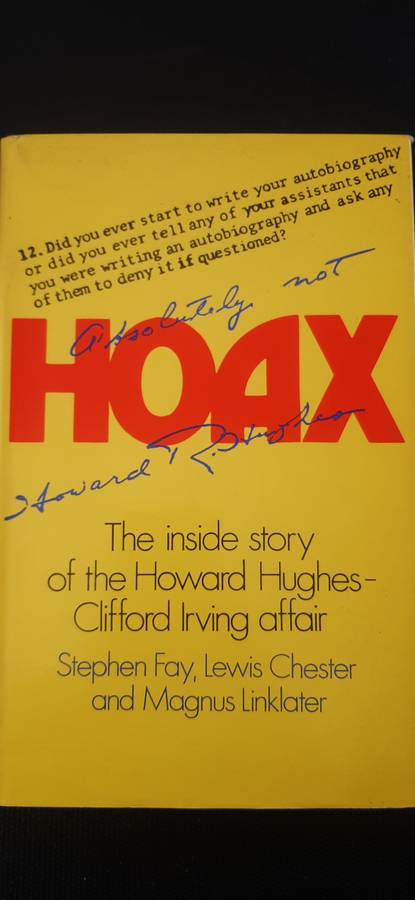 12. Did you ever start to write your autobiography
or did you ever tell any of your assistants that
you were writing an autobiography and ask any
of them to deny it if questioned?
Absolutely not
HOAX
Howard R. Hughes
The inside story
of the Howard Hughes–
Clifford Irving affair
Stephen Fay, Lewis Chester
and Magnus Linklater